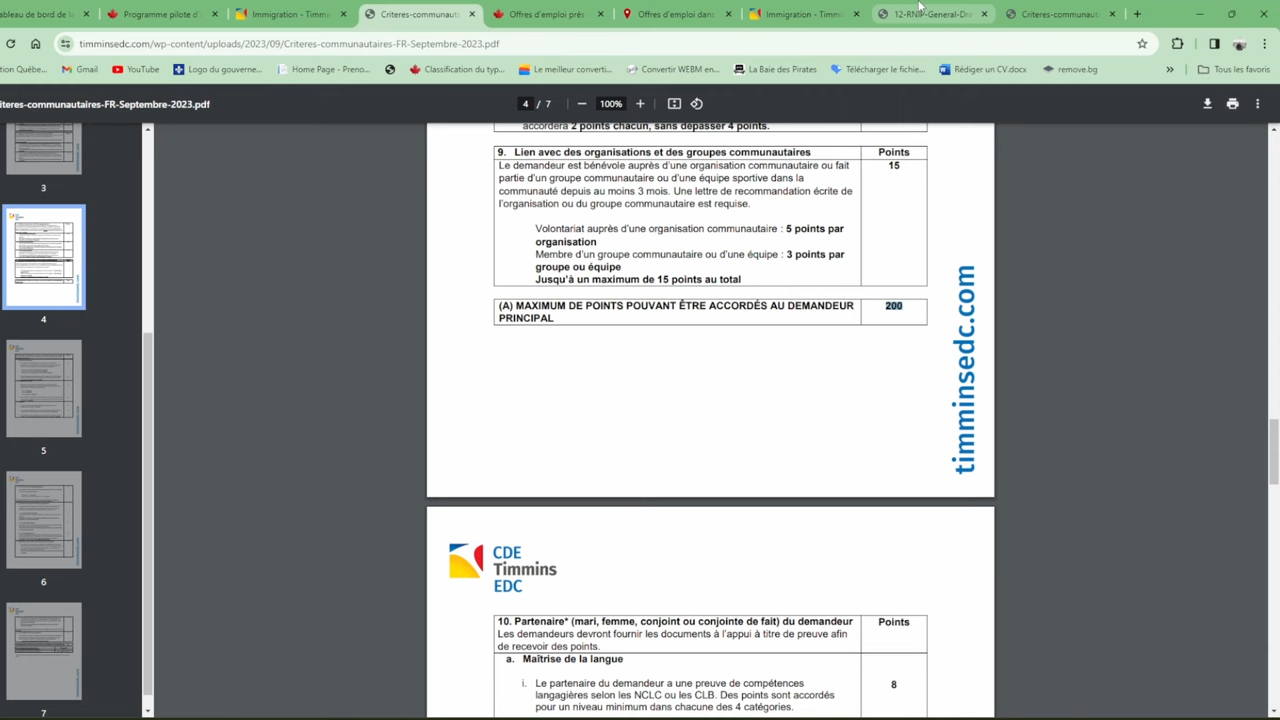 ableau de bord de la
Programme pilote d'
Immigration - Timmi
Criteres-communaut
Offres d'emploi prés
Offres d'emploi dans
Immigration - Timmi
12-RNIP-General-Dra
Criteres-communaut
timminsedc.com/wp-content/uploads/2023/09/Criteres-communautaires-FR-Septembre-2023.pdf
tion Québe...
Gmail
YouTube
Logo du gouverne...
Home Page - Preno...
Classification du typ...
Le meilleur converti...
Convertir WEBM en...
La Baie des Pirates
Télécharger le fichie...
Rédiger un CV.docx
remove.bg
Tous les favoris
riteres-communautaires-FR-Septembre-2023.pdf
4 / 7
100%
3
4
5
6
7
accordera 2 points chacun, sans dépasser 4 points.
9. Lien avec des organisations et des groupes communautaires Points
Le demandeur est bénévole auprès d'une organisation communautaire ou fait 15
partie d'un groupe communautaire ou d'une équipe sportive dans la
communauté depuis au moins 3 mois. Une lettre de recommandation écrite de
l'organisation ou du groupe communautaire est requise.
Volontariat auprès d'une organisation communautaire : 5 points par
organisation
Membre d'un groupe communautaire ou d'une équipe : 3 points par
groupe ou équipe
Jusqu'à un maximum de 15 points au total
(A) MAXIMUM DE POINTS POUVANT ÊTRE ACCORDÉS AU DEMANDEUR 200
PRINCIPAL
timminsedc.com
CDE
Timmins
EDC
10. Partenaire* (mari, femme, conjoint ou conjointe de fait) du demandeur Points
Les demandeurs devront fournir les documents à l'appui à titre de preuve afin
de recevoir des points.
a. Maîtrise de la langue
i. Le partenaire du demandeur a une preuve de compétences 8
langagières selon les NCLC ou les CLB. Des points sont accordés
pour un niveau minimum dans chacune des 4 catégories.